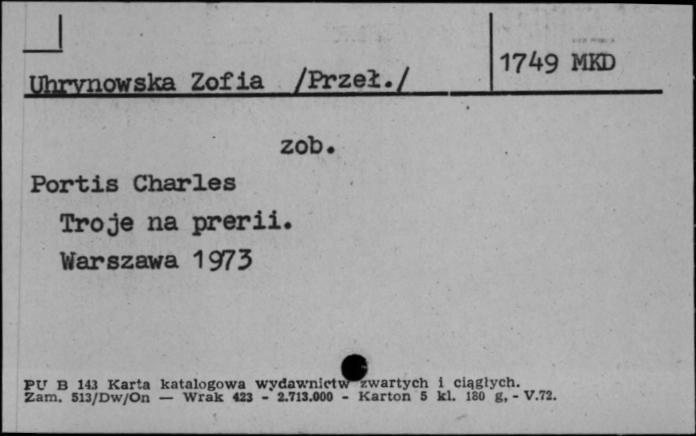 1749 MKD
Uhrynowska Zofia /Przeł./
zob.
Portis Charles
Troje na prerii.
Warszawa 1973
PU B 143 Karta katalogowa wydawnictw zwartych i ciągłych.
Zam. 513/Dw/On — Wrak 423 - 2.713.000 - Karton 5 kl. 180 g, - V.72.